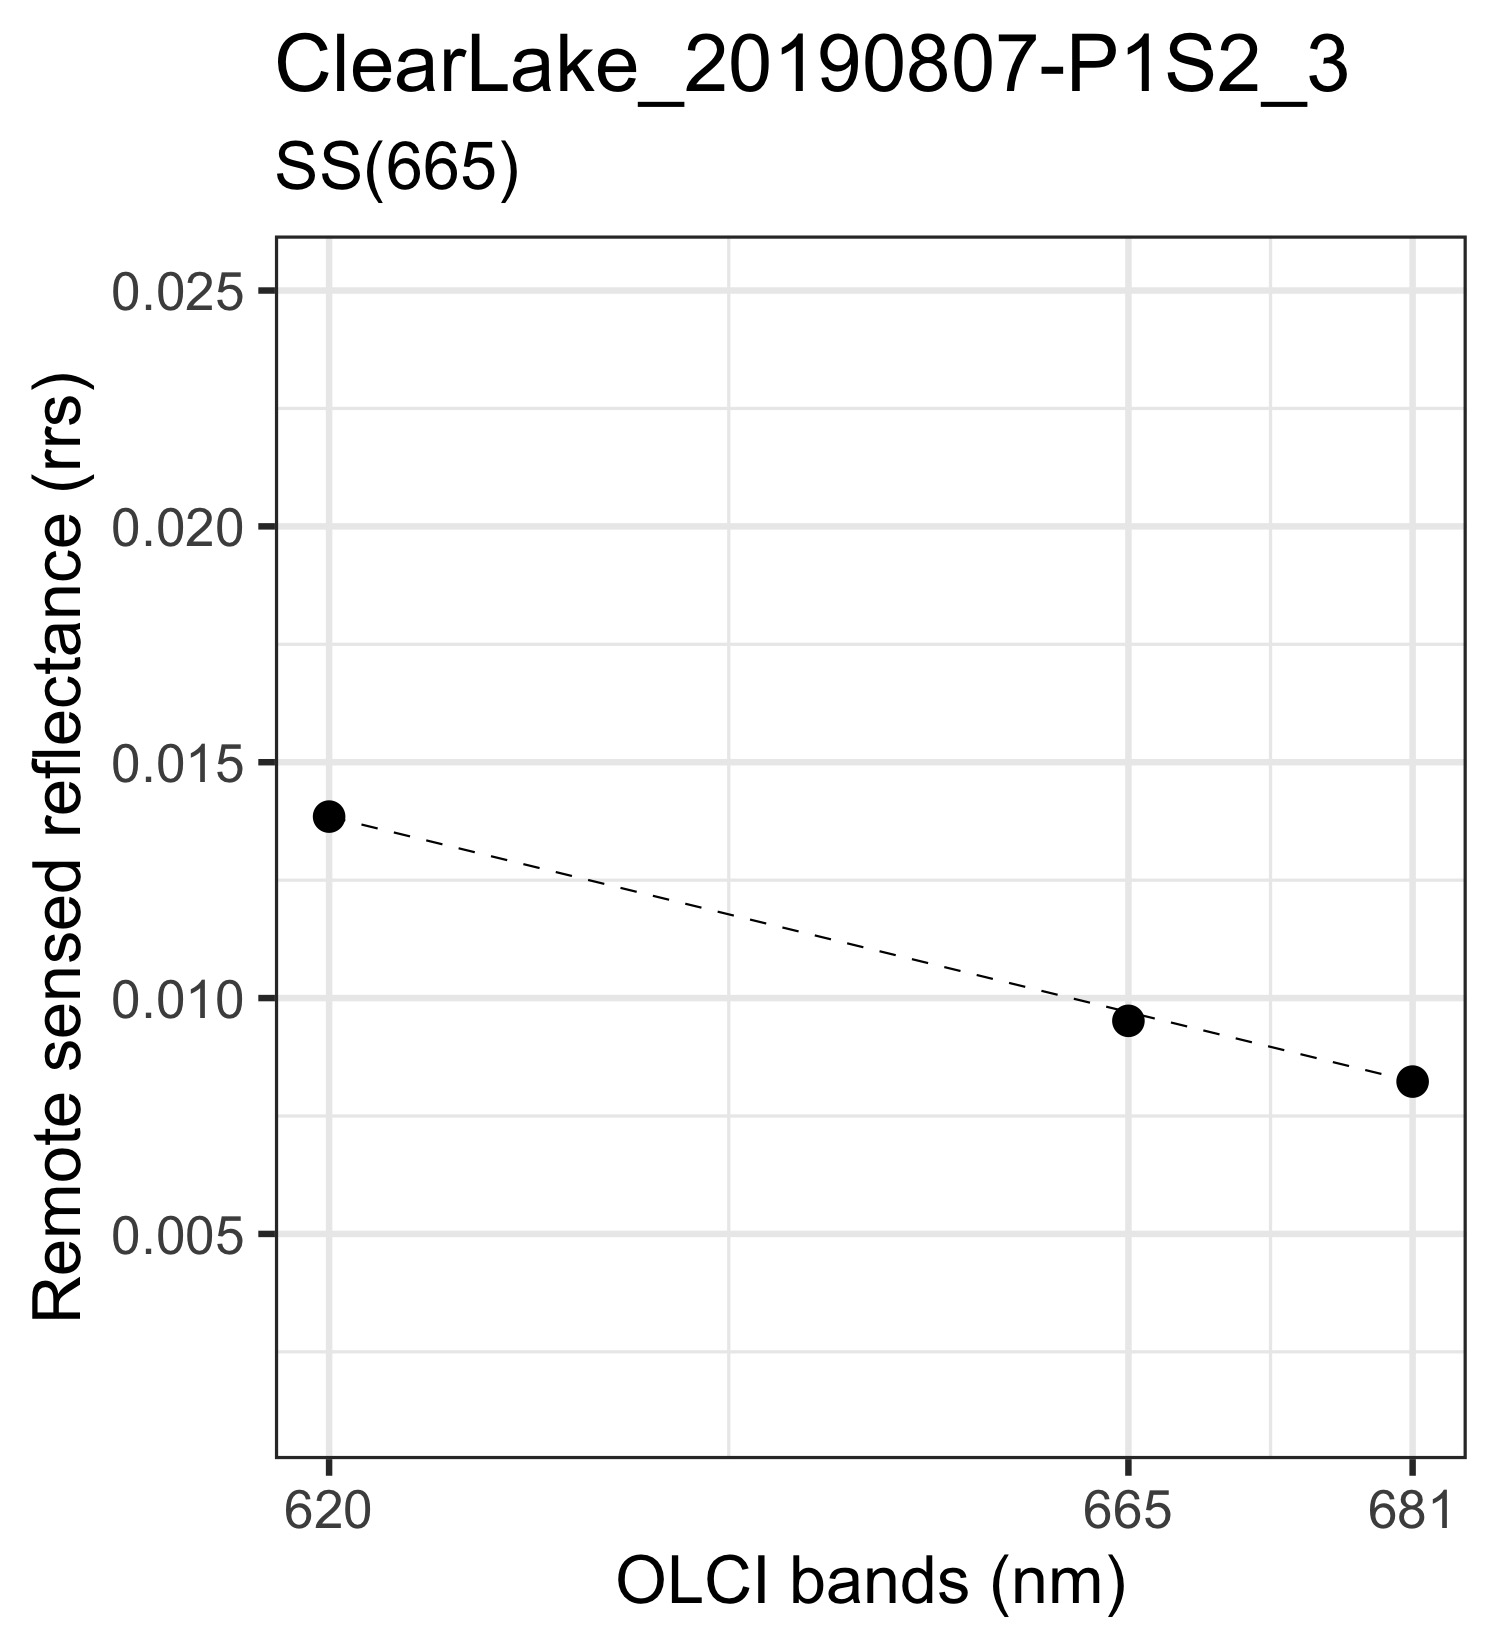 ClearLake_20190807-P1S2_3
SS(665)
Remote sensed reflectance (rrs)
0.025
0.020
0.015
0.010
0.005
620 665 681
OLCI bands (nm)